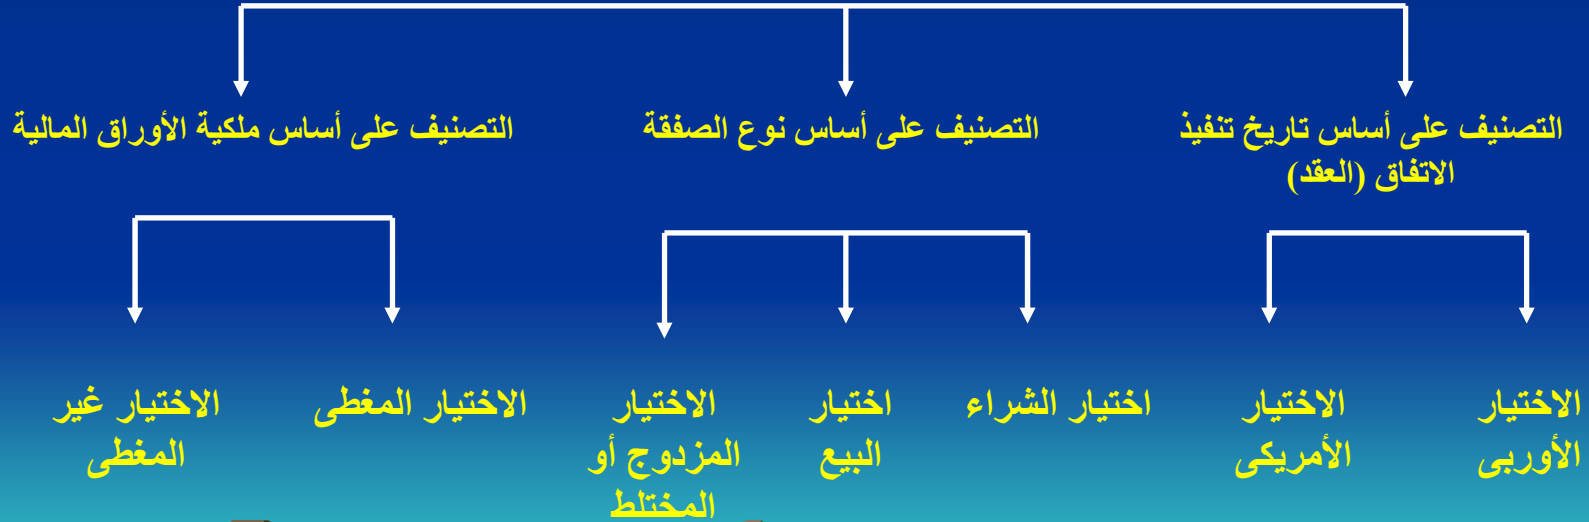 التصنيف على أساس تاريخ تنفيذ
الاتفاق (العقد)
التصنيف على أساس نوع الصفقة
التصنيف على أساس ملكية الأوراق المالية
الاختيار
الأوربى
الاختيار
الأمريكى
اختيار الشراء
اختيار
البيع
الاختيار
المزدوج أو
المختلط
الاختيار المغطى
الاختيار غير
المغطى